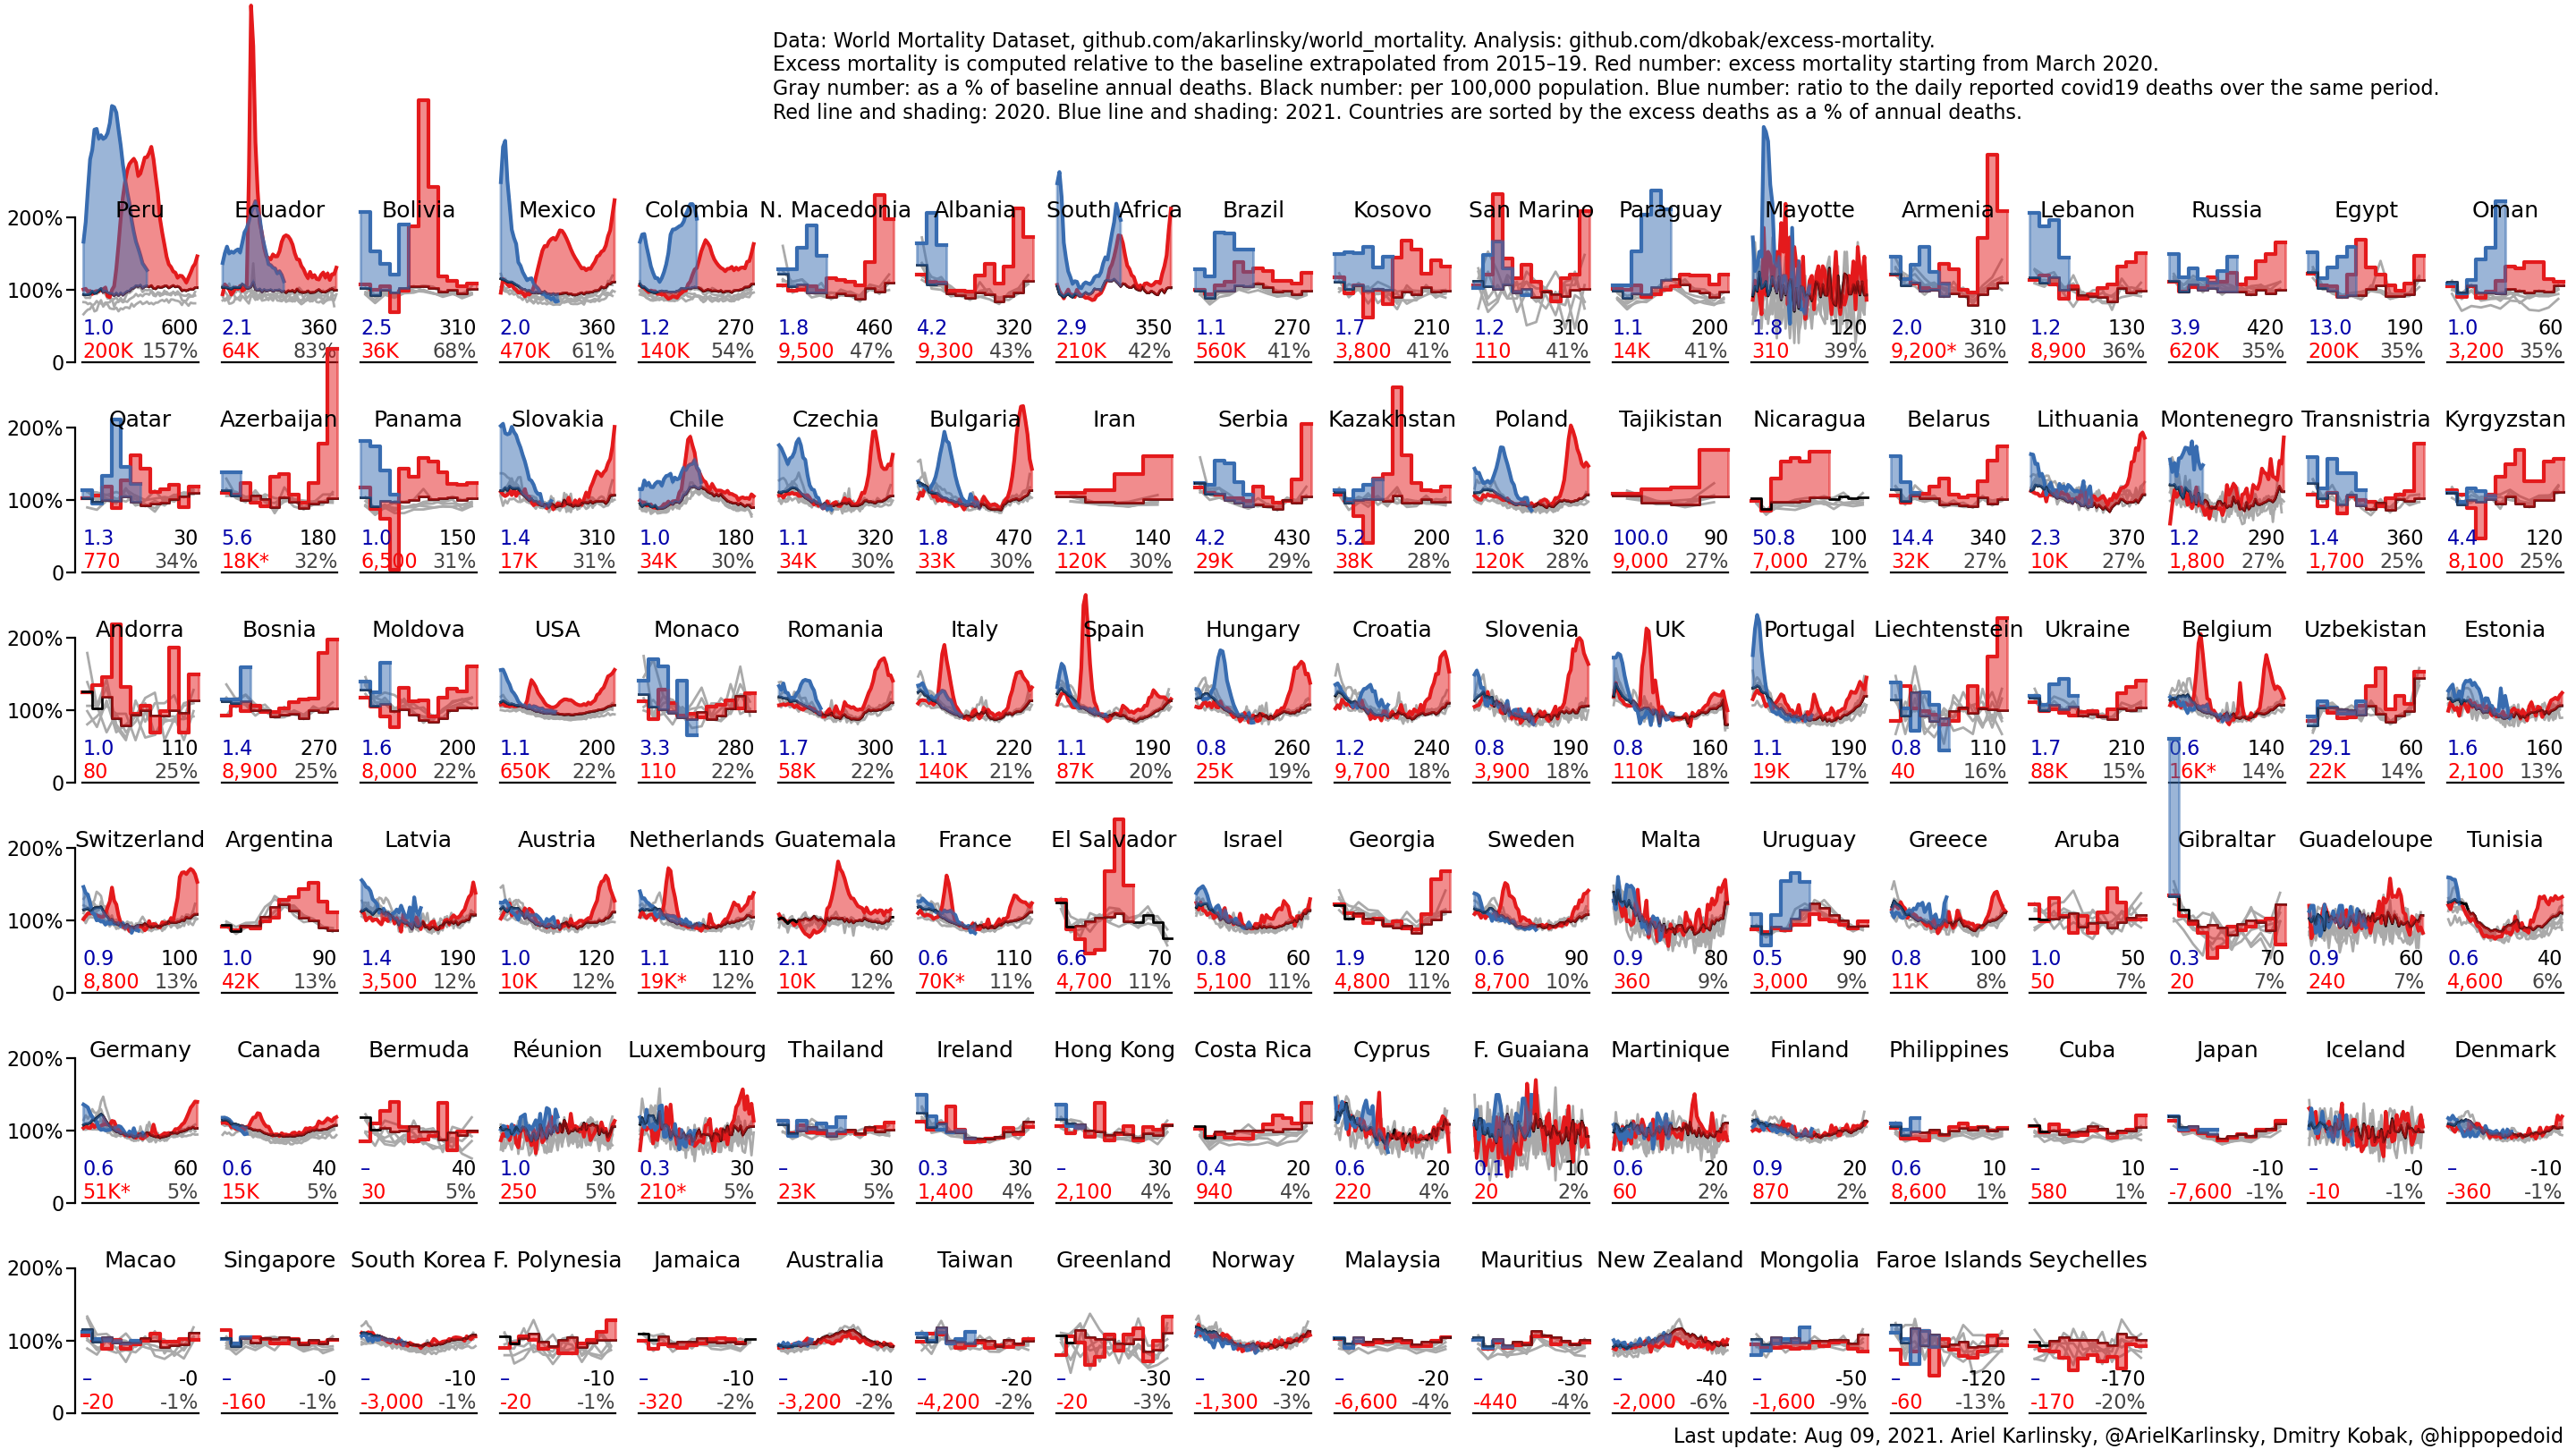 Data: World Mortality Dataset, github.com/akarlinsky/world_mortality. Analysis: github.com/dkobak/excess-mortality.
Excess mortality is computed relative to the baseline extrapolated from 2015–19. Red number: excess mortality starting from March 2020.
Gray number: as a % of baseline annual deaths. Black number: per 100,000 population. Blue number: ratio to the daily reported covid19 deaths over the same period.
Red line and shading: 2020. Blue line and shading: 2021. Countries are sorted by the excess deaths as a % of annual deaths.
200% Peru Ecuador Bolivia Mexico Colombia N. Macedonia Albania South Africa Brazil Kosovo San Marino Paraguay Mayotte Armenia Lebanon Russia Egypt Oman
100%
1.0 600 2.1 360 2.5 310 2.0 360 1.2 270 1.8 460 4.2 320 2.9 350 1.1 270 1.7 210 1.2 310 1.1 200 1.8 120 2.0 310 1.2 130 3.9 420 13.0 190 1.0 60
0 200K 157% 64K 83% 36K 68% 470K 61% 140K 54% 9,500 47% 9,300 43% 210K 42% 560K 41% 3,800 41% 110 41% 14K 41% 310 39% 9,200* 36% 8,900 36% 620K 35% 200K 35% 3,200 35%
200% Qatar Azerbaijan Panama Slovakia Chile Czechia Bulgaria Iran Serbia Kazakhstan Poland Tajikistan Nicaragua Belarus Lithuania Montenegro Transnistria Kyrgyzstan
100%
1.3 30 5.6 180 1.0 150 1.4 310 1.0 180 1.1 320 1.8 470 2.1 140 4.2 430 5.2 200 1.6 320 100.0 90 50.8 100 14.4 340 2.3 370 1.2 290 1.4 360 4.4 120
0 770 34% 18K* 32% 6,500 31% 17K 31% 34K 30% 34K 30% 33K 30% 120K 30% 29K 29% 38K 28% 120K 28% 9,000 27% 7,000 27% 32K 27% 10K 27% 1,800 27% 1,700 25% 8,100 25%
200% Andorra Bosnia Moldova USA Monaco Romania Italy Spain Hungary Croatia Slovenia UK Portugal Liechtenstein Ukraine Belgium Uzbekistan Estonia
100%
1.0 110 1.4 270 1.6 200 1.1 200 3.3 280 1.7 300 1.1 220 1.1 190 0.8 260 1.2 240 0.8 190 0.8 160 1.1 190 0.8 110 1.7 210 0.6 140 29.1 60 1.6 160
0 80 25% 8,900 25% 8,000 22% 650K 22% 110 22% 58K 22% 140K 21% 87K 20% 25K 19% 9,700 18% 3,900 18% 110K 18% 19K 17% 40 16% 88K 15% 16K* 14% 22K 14% 2,100 13%
200% Switzerland Argentina Latvia Austria Netherlands Guatemala France El Salvador Israel Georgia Sweden Malta Uruguay Greece Aruba Gibraltar Guadeloupe Tunisia
100%
0.9 100 1.0 90 1.4 190 1.0 120 1.1 110 2.1 60 0.6 110 6.6 70 0.8 60 1.9 120 0.6 90 0.9 80 0.5 90 0.8 100 1.0 50 0.3 70 0.9 60 0.6 40
0 8,800 13% 42K 13% 3,500 12% 10K 12% 19K* 12% 10K 12% 70K* 11% 4,700 11% 5,100 11% 4,800 11% 8,700 10% 360 9% 3,000 9% 11K 8% 50 7% 20 7% 240 7% 4,600 6%
200% Germany Canada Bermuda Réunion Luxembourg Thailand Ireland Hong Kong Costa Rica Cyprus F. Guaiana Martinique Finland Philippines Cuba Japan Iceland Denmark
100%
0.6 60 0.6 40 – 40 1.0 30 0.3 30 – 30 0.3 30 – 30 0.4 20 0.6 20 0.1 10 0.6 20 0.9 20 0.6 10 – 10 – -10 – -0 – -10
0 51K* 5% 15K 5% 30 5% 250 5% 210* 5% 23K 5% 1,400 4% 2,100 4% 940 4% 220 4% 20 2% 60 2% 870 2% 8,600 1% 580 1% -7,600 -1% -10 -1% -360 -1%
200% Macao Singapore South Korea F. Polynesia Jamaica Australia Taiwan Greenland Norway Malaysia Mauritius New Zealand Mongolia Faroe Islands Seychelles
100%
– -0 – -0 – -10 – -10 – -10 – -10 – -20 – -30 – -20 – -20 – -30 – -40 – -50 – -120 – -170
0 -20 -1% -160 -1% -3,000 -1% -20 -1% -320 -2% -3,200 -2% -4,200 -2% -20 -3% -1,300 -3% -6,600 -4% -440 -4% -2,000 -6% -1,600 -9% -60 -13% -170 -20%
Last update: Aug 09, 2021. Ariel Karlinsky, @ArielKarlinsky, Dmitry Kobak, @hippopedoid